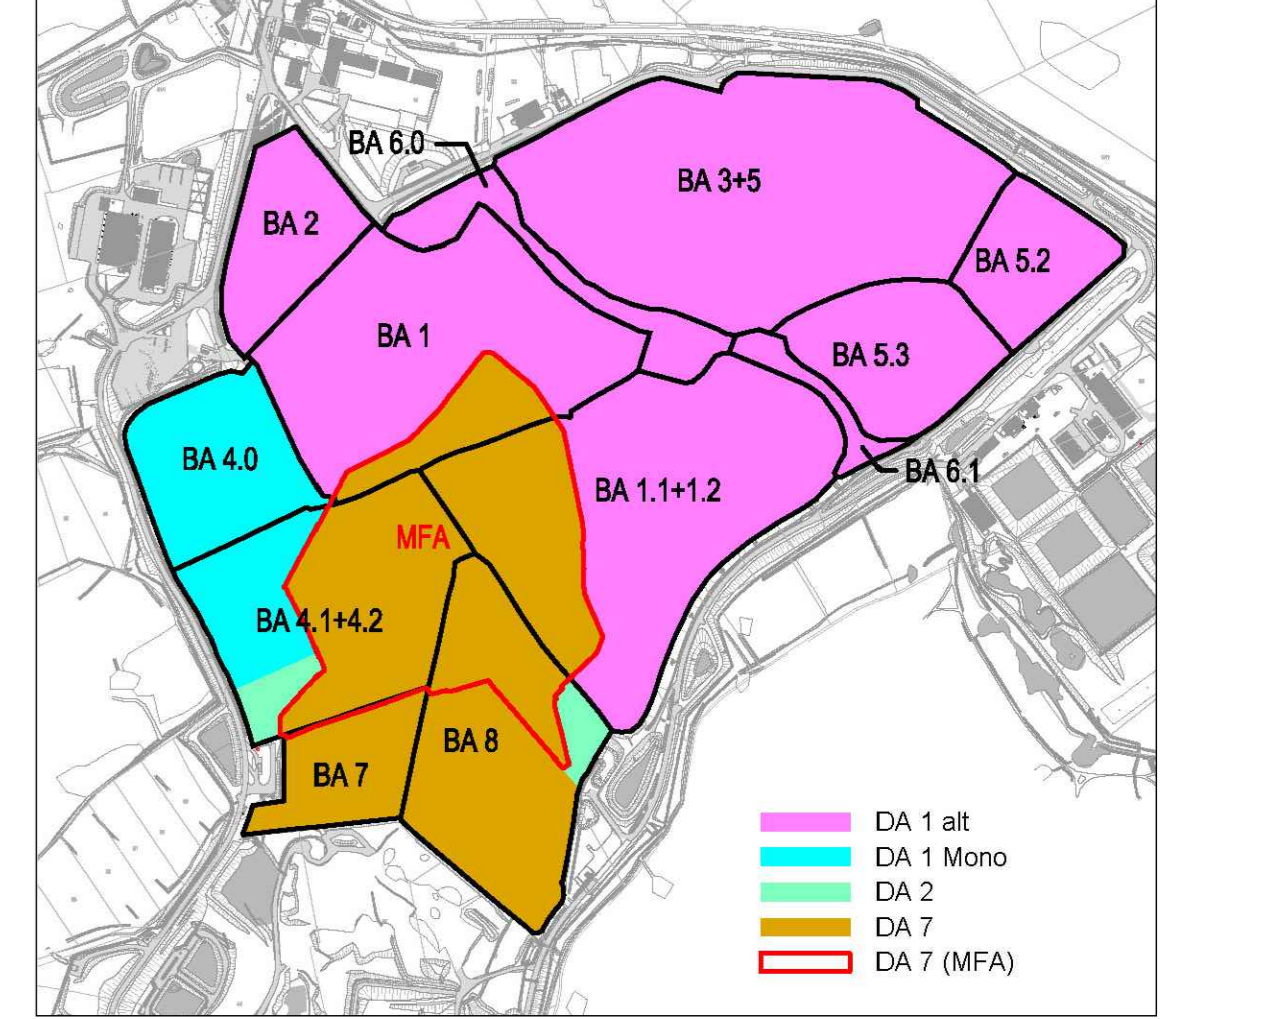 BA 6.0
BA 3+5
BA 2
BA 5.2
BA 1
BA 5.3
BA 4.0
BA 6.1
BA 1.1+1.2
MFA
BA 4.1+4.2
BA 8
BA 7
DA 1 alt
DA 1 Mono
DA 2
DA 7
DA 7 (MFA)